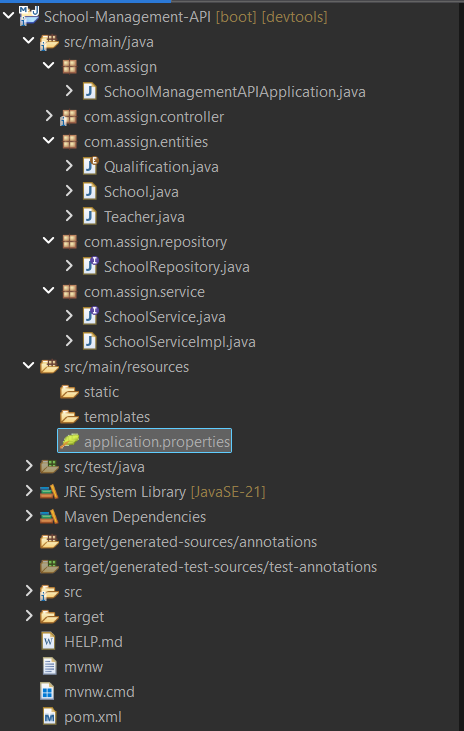 School-Management-API [boot] [devtools]
src/main/java
com.assign
SchoolManagementAPIApplication.java
com.assign.controller
com.assign.entities
Qualification.java
School.java
Teacher.java
com.assign.repository
SchoolRepository.java
com.assign.service
SchoolService.java
SchoolServiceImpl.java
src/main/resources
static
templates
application.properties
src/test/java
JRE System Library [JavaSE-21]
Maven Dependencies
target/generated-sources/annotations
target/generated-test-sources/test-annotations
src
target
HELP.md
mvnw
mvnw.cmd
pom.xml